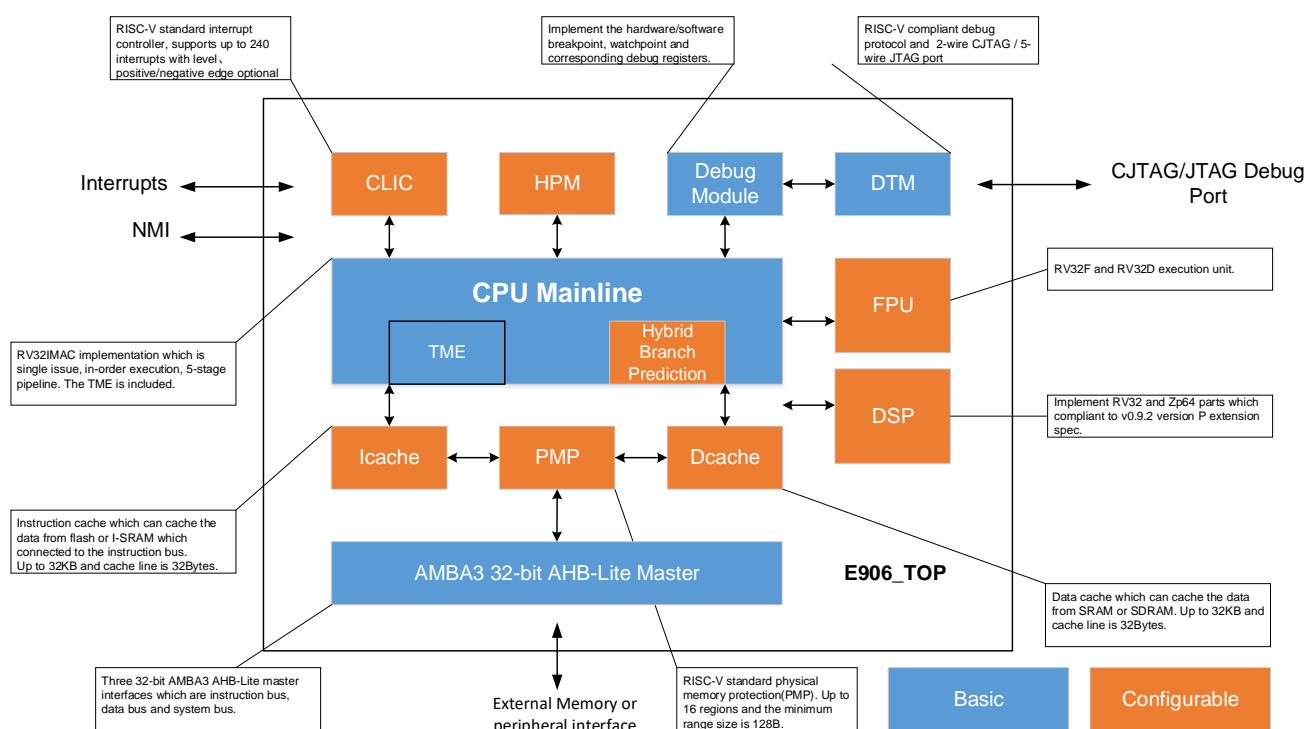 RISC-V standard interrupt
controller, supports up to 240
interrupts with level、
positive/negative edge optional
Implement the hardware/software
breakpoint, watchpoint and
corresponding debug registers.
RISC-V compliant debug
protocol and 2-wire CJTAG / 5-
wire JTAG port
Interrupts
NMI
CLIC
HPM
Debug
Module
DTM
CJTAG/JTAG Debug
Port
CPU Mainline
TME
Hybrid
Branch
Prediction
FPU
RV32F and RV32D execution unit.
RV32IMAC implementation which is
single issue, in-order execution, 5-stage
pipeline. The TME is included.
DSP
Implement RV32 and Zp64 parts which
compliant to v0.9.2 version P extension
spec.
Icache
PMP
Dcache
Instruction cache which can cache the
data from flash or I-SRAM which
connected to the instruction bus.
Up to 32KB and cache line is 32Bytes.
AMBA3 32-bit AHB-Lite Master
E906_TOP
Data cache which can cache the data
from SRAM or SDRAM. Up to 32KB and
cache line is 32Bytes.
Three 32-bit AMBA3 AHB-Lite master
interfaces which are instruction bus,
data bus and system bus.
External Memory or
peripheral interface
RISC-V standard physical
memory protection(PMP). Up to
16 regions and the minimum
range size is 128B.
Basic
Configurable